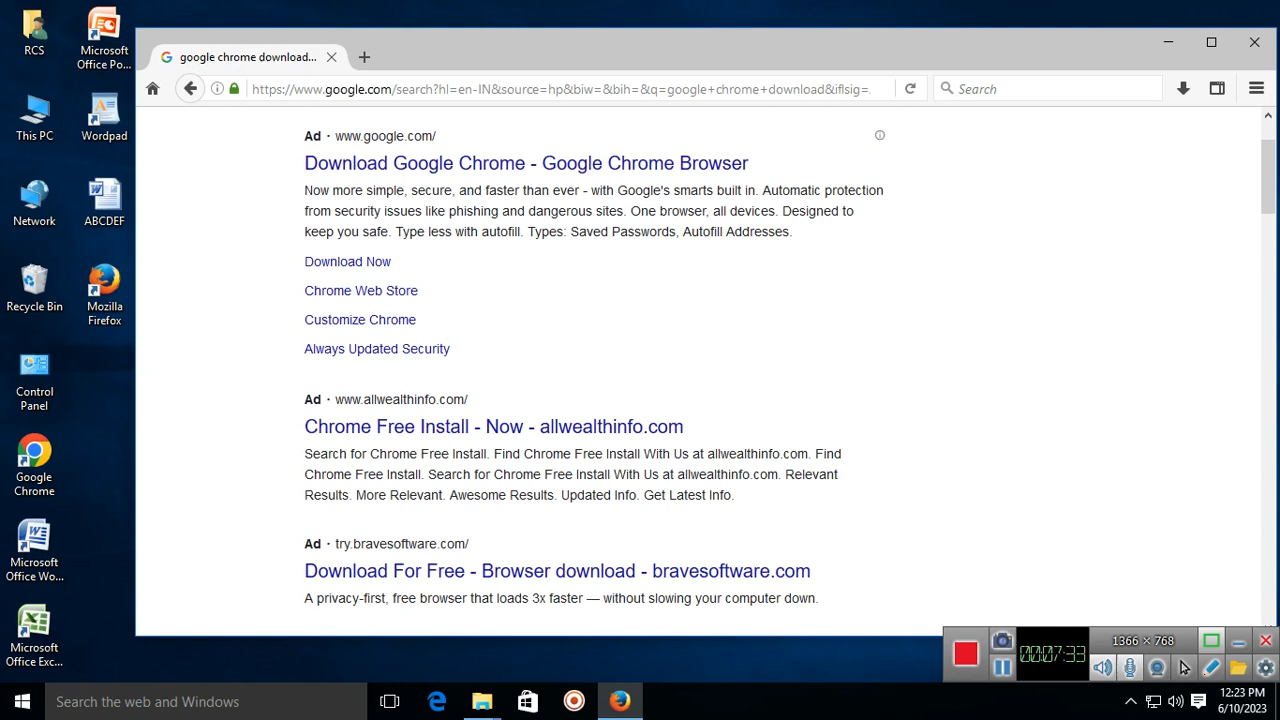 RCS
Microsoft
Office Po...
This PC
Wordpad
Network
ABCDEF
Recycle Bin
Mozilla
Firefox
Control
Panel
Google
Chrome
Microsoft
Office Wo...
Microsoft
Office Exc...
google chrome download...
https://www.google.com/search?hl=en-IN&source=hp&biw=&bih=&q=google+chrome+download&iflsig=.
Search
Ad · www.google.com/
Download Google Chrome - Google Chrome Browser
Now more simple, secure, and faster than ever - with Google's smarts built in. Automatic protection
from security issues like phishing and dangerous sites. One browser, all devices. Designed to
keep you safe. Type less with autofill. Types: Saved Passwords, Autofill Addresses.
Download Now
Chrome Web Store
Customize Chrome
Always Updated Security
Ad · www.allwealthinfo.com/
Chrome Free Install - Now - allwealthinfo.com
Search for Chrome Free Install. Find Chrome Free Install With Us at allwealthinfo.com. Find
Chrome Free Install. Search for Chrome Free Install With Us at allwealthinfo.com. Relevant
Results. More Relevant. Awesome Results. Updated Info. Get Latest Info.
Ad · try.bravesoftware.com/
Download For Free - Browser download - bravesoftware.com
A privacy-first, free browser that loads 3x faster — without slowing your computer down.
00:07:33
1366 × 768
Search the web and Windows
12:23 PM
6/10/2023